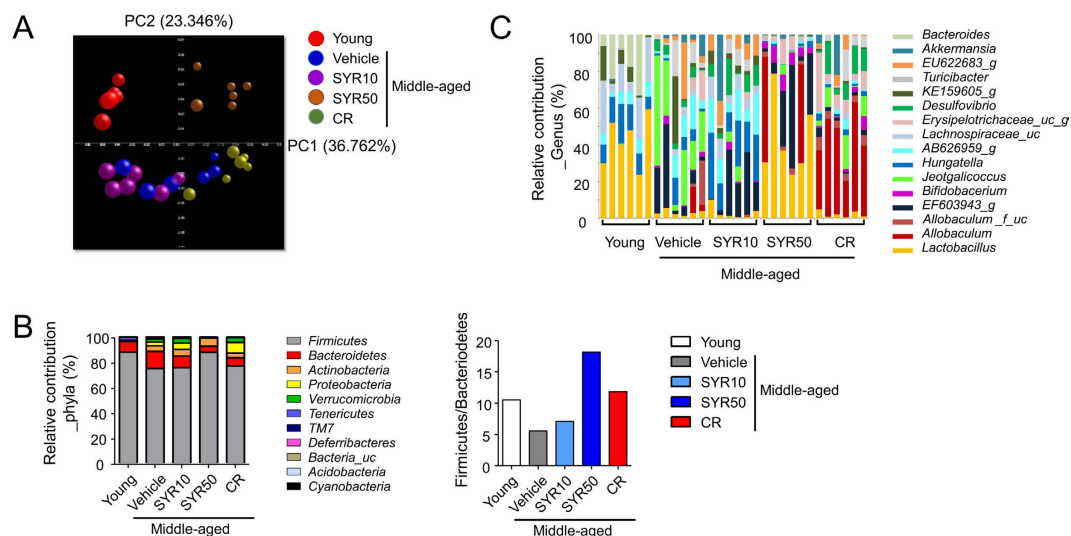 A
PC2 (23.346%)
PC1 (36.762%)
Young
Vehicle
SYR10
SYR50
CR
Middle-aged
B
Relative contribution
_phyla (%)
100
80
60
40
20
0
Young
Vehicle
SYR10
SYR50
CR
Middle-aged
Firmicutes
Bacteroidetes
Actinobacteria
Proteobacteria
Verrucomicrobia
Tenericutes
TM7
Deferribacteres
Bacteria_uc
Acidobacteria
Cyanobacteria
Firmicutes/Bacteriodetes
20
15
10
5
0
Young
Vehicle
SYR10
SYR50
CR
Middle-aged
Young
Vehicle
SYR10
SYR50
CR
Middle-aged
C
Relative contribution
_Genus (%)
100
80
60
40
20
0
Young Vehicle SYR10 SYR50 CR
Middle-aged
Bacteroides
Akkermansia
EU622683_g
Turicibacter
KE159605_g
Desulfovibrio
Erysipelotrichaceae_uc_g
Lachnospiraceae_uc
AB626959_g
Hungatella
Jeotgalicoccus
Bifidobacerium
EF603943_g
Allobaculum _f_uc
Allobaculum
Lactobacillus